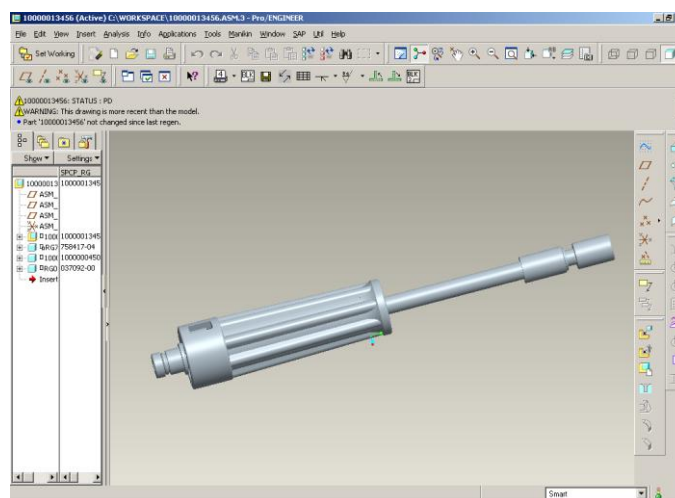 10000013456 (Active) C:\WORKSPACE\10000013456.ASM.3 - Pro/ENGINEER
File Edit View Insert Analysis Info Applications Tools Manikin Window SAP Util Help
Set Working
10000013456: STATUS : PD
WARNING: This drawing is more recent than the model.
• Part '10000013456' not changed since last regen.
Show Settings
SPCP_RG
10000013 1000001345
ASM_
ASM_
ASM_
ASM_
1000001345
758417-04
1000000450
037092-00
Insert
Smart